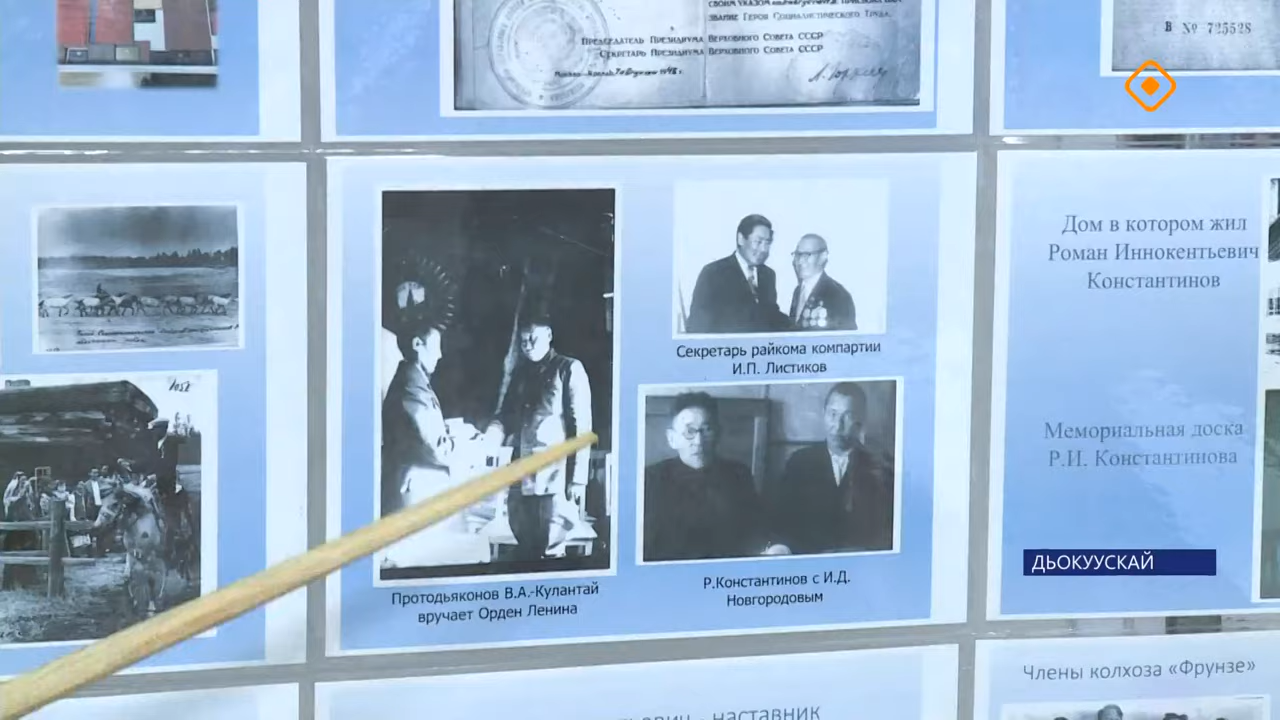 ЗВАНИЕ ГЕРОЯ СОЦИАЛИСТИЧЕСКОГО ТРУДА.
ПРЕДСЕДАТЕЛЬ ПРЕЗИДИУМА ВЕРХОВНОГО СОВЕТА СССР
СЕКРЕТАРЬ ПРЕЗИДИУМА ВЕРХОВНОГО СОВЕТА СССР
В № 725528
Секретарь райкома компартии
И.П. Листиков
Протодьяконов В.А.-Кулантай
вручает Орден Ленина
Р.Константинов с И.Д.
Новгородовым
Дом в котором жил
Роман Иннокентьевич
Константинов
Мемориальная доска
Р.И. Константинова
ДЬОКУУСКАЙ
- наставник
Члены колхоза «Фрунзе»